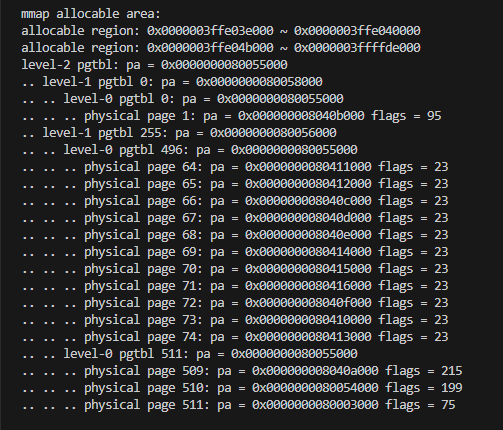 mmap allocable area:
allocable region: 0x0000003ffe03e000 ~ 0x0000003ffe040000
allocable region: 0x0000003ffe04b000 ~ 0x0000003ffffde000
level-2 pgtbl: pa = 0x0000000080055000
.. level-1 pgtbl 0: pa = 0x0000000080058000
.. .. level-0 pgtbl 0: pa = 0x0000000080055000
.. .. .. physical page 1: pa = 0x000000008040b000 flags = 95
.. level-1 pgtbl 255: pa = 0x0000000080056000
.. .. level-0 pgtbl 496: pa = 0x0000000080055000
.. .. .. physical page 64: pa = 0x0000000080411000 flags = 23
.. .. .. physical page 65: pa = 0x0000000080412000 flags = 23
.. .. .. physical page 66: pa = 0x000000008040c000 flags = 23
.. .. .. physical page 67: pa = 0x000000008040d000 flags = 23
.. .. .. physical page 68: pa = 0x000000008040e000 flags = 23
.. .. .. physical page 69: pa = 0x0000000080414000 flags = 23
.. .. .. physical page 70: pa = 0x0000000080415000 flags = 23
.. .. .. physical page 71: pa = 0x0000000080416000 flags = 23
.. .. .. physical page 72: pa = 0x000000008040f000 flags = 23
.. .. .. physical page 73: pa = 0x0000000080410000 flags = 23
.. .. .. physical page 74: pa = 0x0000000080413000 flags = 23
.. .. level-0 pgtbl 511: pa = 0x0000000080055000
.. .. .. physical page 509: pa = 0x000000008040a000 flags = 215
.. .. .. physical page 510: pa = 0x0000000080054000 flags = 199
.. .. .. physical page 511: pa = 0x0000000080003000 flags = 75